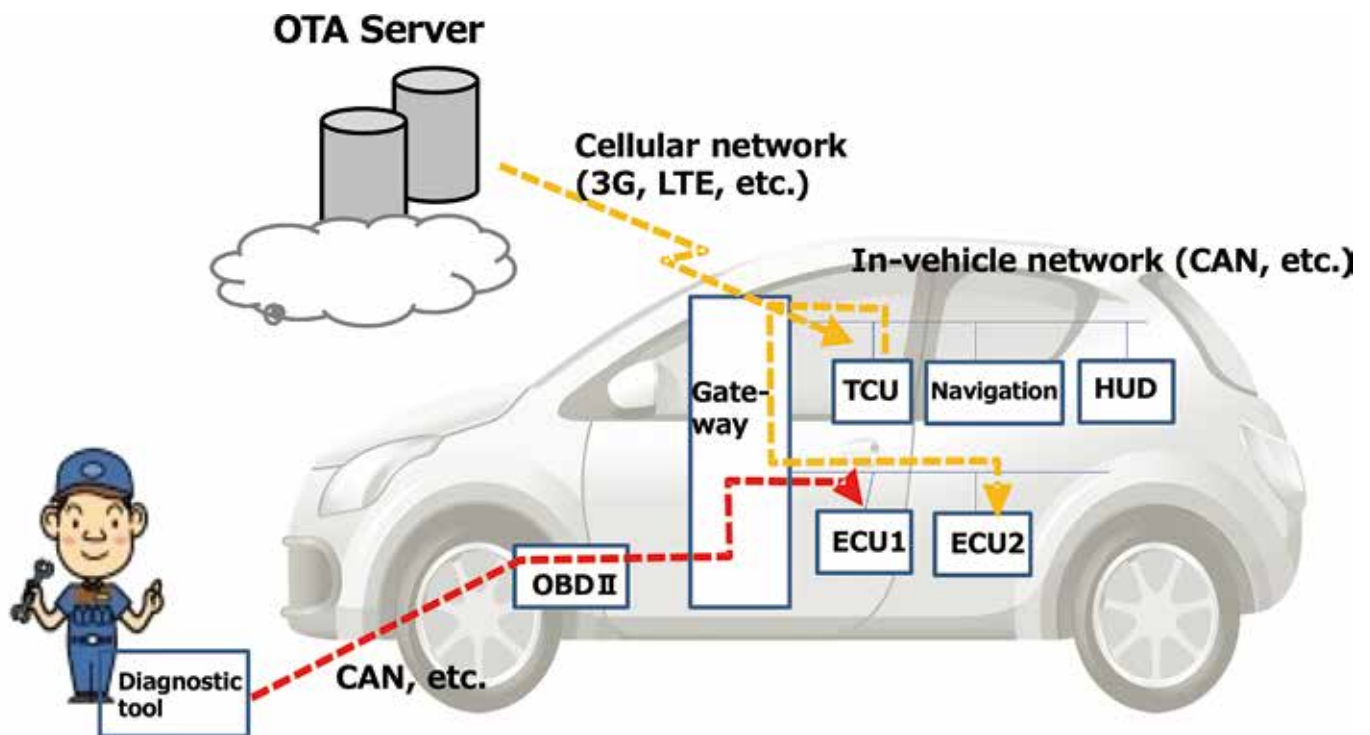 OTA Server
Cellular network
(3G, LTE, etc.)
In-vehicle network (CAN, etc.)
Gate-
way
TCU
Navigation
HUD
ECU1
ECU2
OBDⅡ
CAN, etc.
Diagnostic
tool